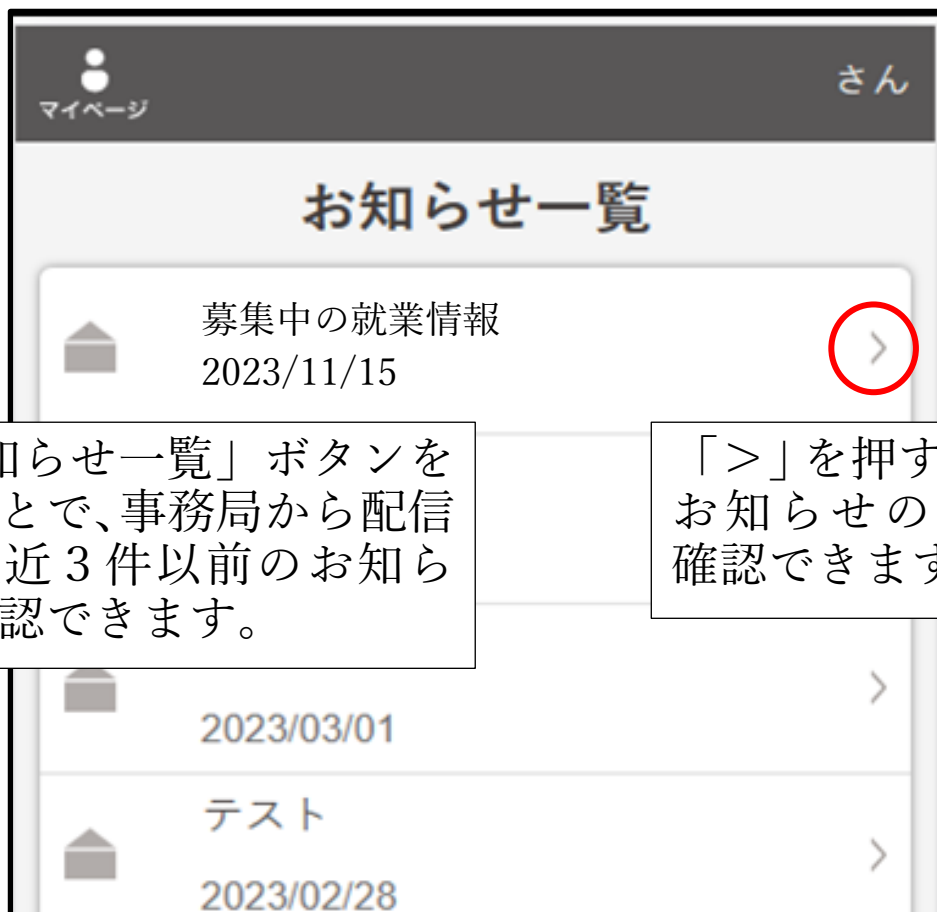 マイページ
さん
お知らせ一覧
募集中の就業情報
2023/11/15
知らせ一覧」ボタンを
とで、事務局から配信
近3件以前のお知ら
認できます。
「＞」を押す
お知らせの
確認できます
2023/03/01
テスト
2023/02/28